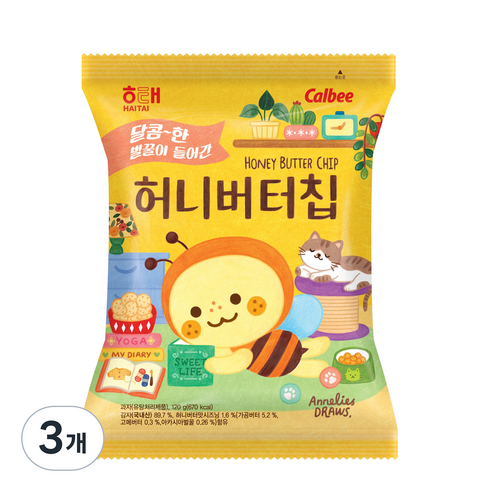 해태
HAITAI
Calbee
달콤~한
벌꿀이 들어간
HONEY BUTTER CHIP
허니버터칩
YOGA
MY DIARY
SWEET
LIFE
Annelies
DRAWS,
과자(유탕처리제품), 120 g(670 kcal)
감자(국내산) 89.7 %, 허니버터맛시즈닝 1.6 %(가공버터 5.2 %,
고메버터 0.3 %, 아카시아벌꿀 0.26 %)함유
3개